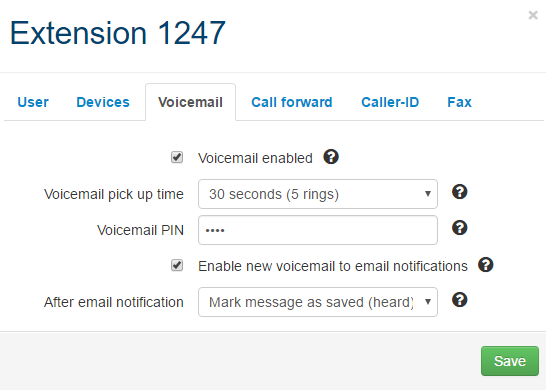 ×
Extension 1247
User Devices Voicemail Call forward Caller-ID Fax
Voicemail enabled ?
Voicemail pick up time 30 seconds (5 rings) ▼ ?
Voicemail PIN •••• ?
Enable new voicemail to email notifications ?
After email notification Mark message as saved (heard) ▼ ?
Save